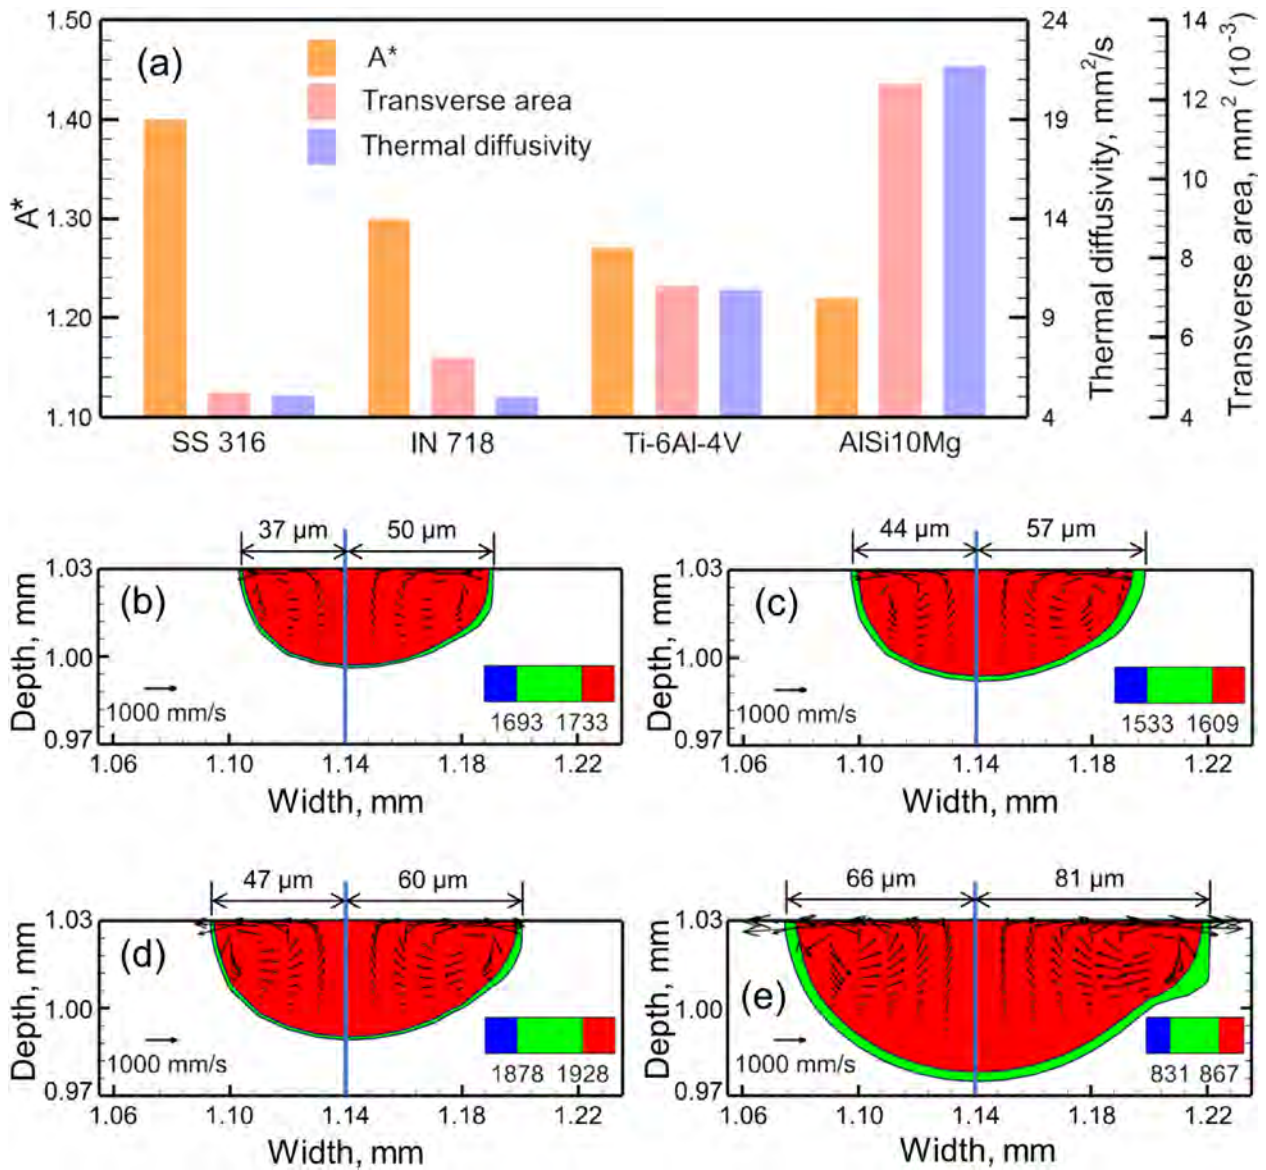 (a)
A*
Transverse area
Thermal diffusivity
1.50
1.40
1.30
1.20
1.10
A*
24
19
14
9
4
Thermal diffusivity, mm²/s
14
12
10
8
6
4
Transverse area, mm² (10⁻³)
SS 316
IN 718
Ti-6Al-4V
AlSi10Mg
37 µm
50 µm
(b)
1.03
1.00
0.97
Depth, mm
1000 mm/s
1693 1733
1.06 1.10 1.14 1.18 1.22
Width, mm
44 µm
57 µm
(c)
1.03
1.00
0.97
Depth, mm
1000 mm/s
1533 1609
1.06 1.10 1.14 1.18 1.22
Width, mm
47 µm
60 µm
(d)
1.03
1.00
0.97
Depth, mm
1000 mm/s
1878 1928
1.06 1.10 1.14 1.18 1.22
Width, mm
66 µm
81 µm
(e)
1.03
1.00
0.97
Depth, mm
1000 mm/s
831 867
1.06 1.10 1.14 1.18 1.22
Width, mm